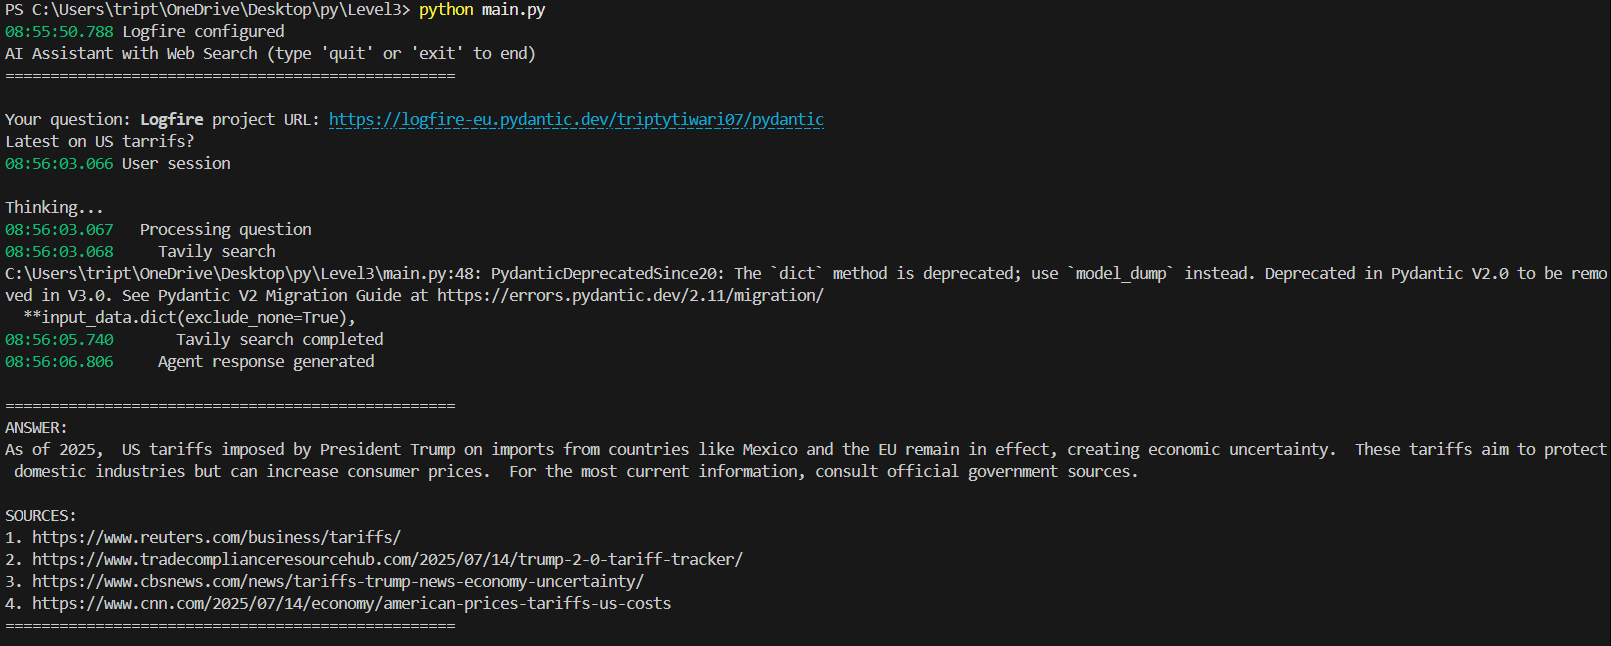 PS C:\Users\tript\OneDrive\Desktop\py\Level3> python main.py
08:55:50.788 Logfire configured
AI Assistant with Web Search (type 'quit' or 'exit' to end)
==================================================
Your question: Logfire project URL: https://logfire-eu.pydantic.dev/triptytiwari07/pydantic
Latest on US tarrifs?
08:56:03.066 User session
Thinking...
08:56:03.067   Processing question
08:56:03.068     Tavily search
C:\Users\tript\OneDrive\Desktop\py\Level3\main.py:48: PydanticDeprecatedSince20: The `dict` method is deprecated; use `model_dump` instead. Deprecated in Pydantic V2.0 to be remo
ved in V3.0. See Pydantic V2 Migration Guide at https://errors.pydantic.dev/2.11/migration/
  **input_data.dict(exclude_none=True),
08:56:05.740       Tavily search completed
08:56:06.806     Agent response generated
==================================================
ANSWER:
As of 2025,  US tariffs imposed by President Trump on imports from countries like Mexico and the EU remain in effect, creating economic uncertainty.  These tariffs aim to protect
 domestic industries but can increase consumer prices.  For the most current information, consult official government sources.
SOURCES:
1. https://www.reuters.com/business/tariffs/
2. https://www.tradecomplianceresourcehub.com/2025/07/14/trump-2-0-tariff-tracker/
3. https://www.cbsnews.com/news/tariffs-trump-news-economy-uncertainty/
4. https://www.cnn.com/2025/07/14/economy/american-prices-tariffs-us-costs
==================================================